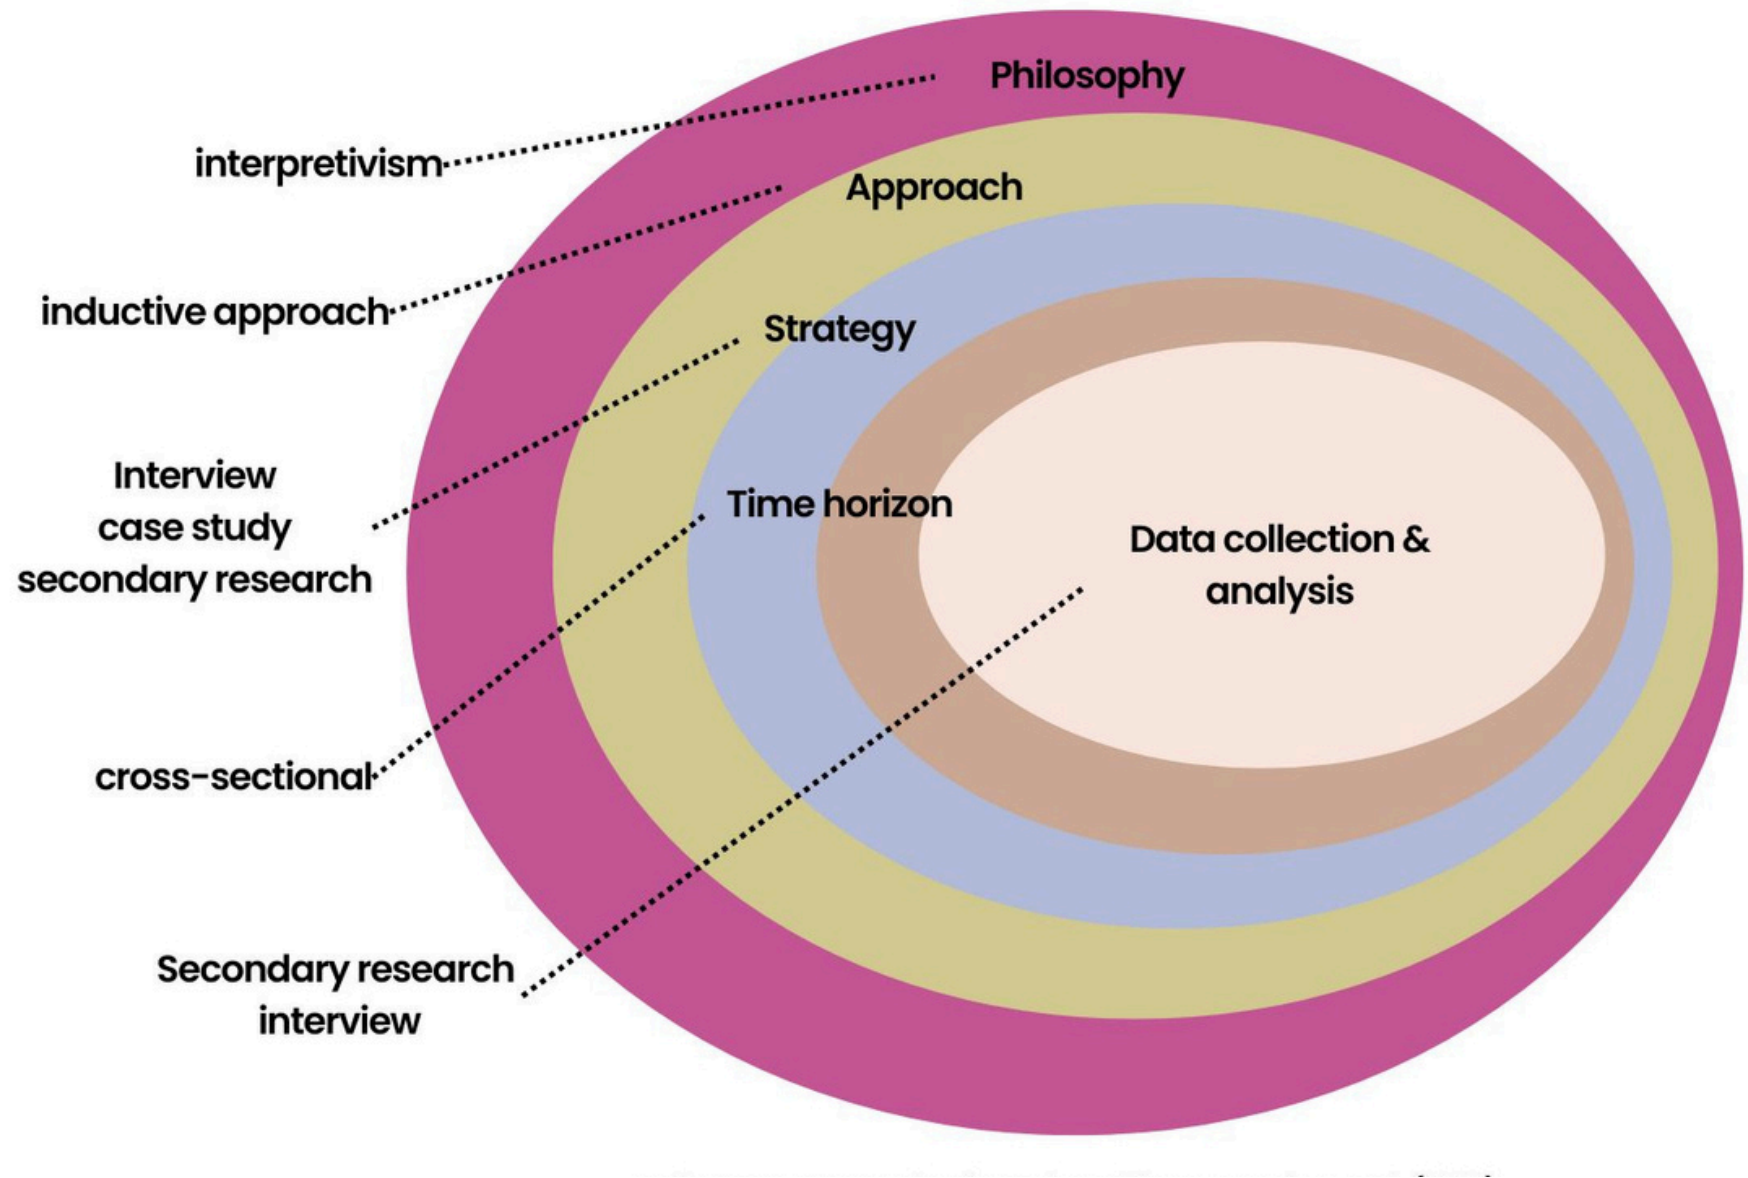 Philosophy
interpretivism
Approach
inductive approach
Strategy
Interview
case study
secondary research
Time horizon
cross-sectional
Data collection &
analysis
Secondary research
interview